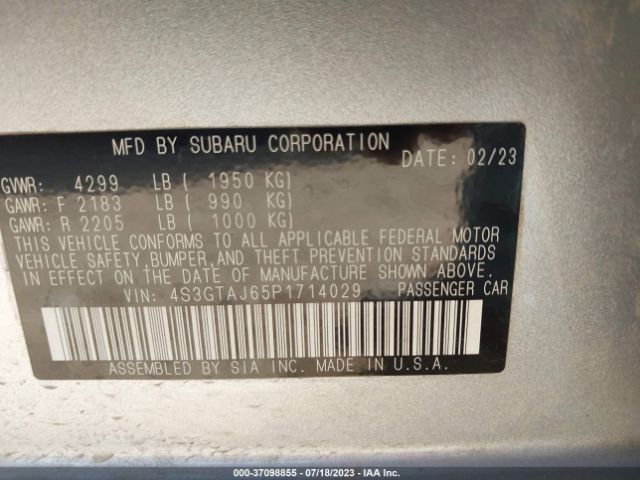 MFD BY SUBARU CORPORATION
DATE: 02/23
GVWR: 4299 LB ( 1950 KG)
GAWR: F 2183 LB ( 990 KG)
GAWR: R 2205 LB ( 1000 KG)
THIS VEHICLE CONFORMS TO ALL APPLICABLE FEDERAL MOTOR
VEHICLE SAFETY,BUMPER,AND THEFT PREVENTION STANDARDS
IN EFFECT ON THE DATE OF MANUFACTURE SHOWN ABOVE.
VIN: 4S3GTAJ65P1714029 PASSENGER CAR
ASSEMBLED BY SIA INC. MADE IN U.S.A.
000-37098855 | 07/18/2023 | IAA Inc.